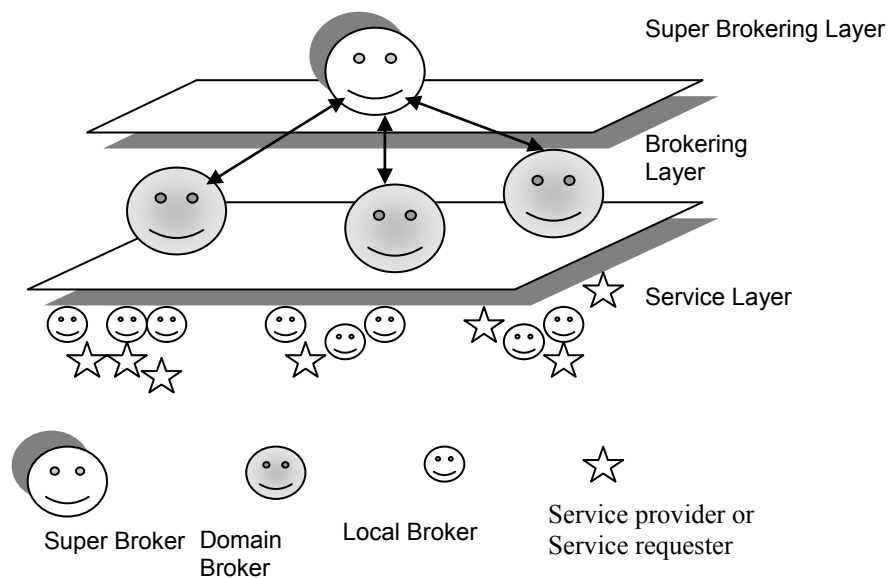 Super Brokering Layer
Brokering
Layer
Service Layer
Super Broker
Domain
Broker
Local Broker
Service provider or
Service requester